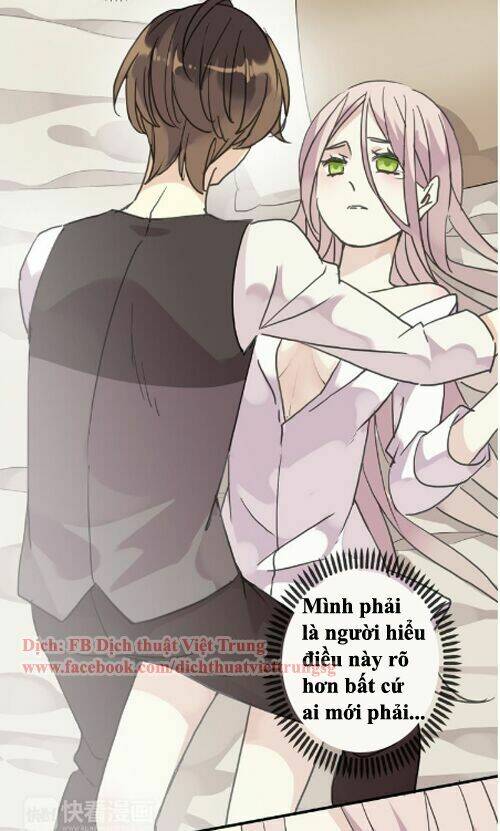 Mình phải
là người hiểu
điều này rõ
hơn bất cứ
ai mới phải...
Dịch: FB Dịch thuật Việt Trung
www.facebook.com/dichthuatviettrungsg
快看漫画